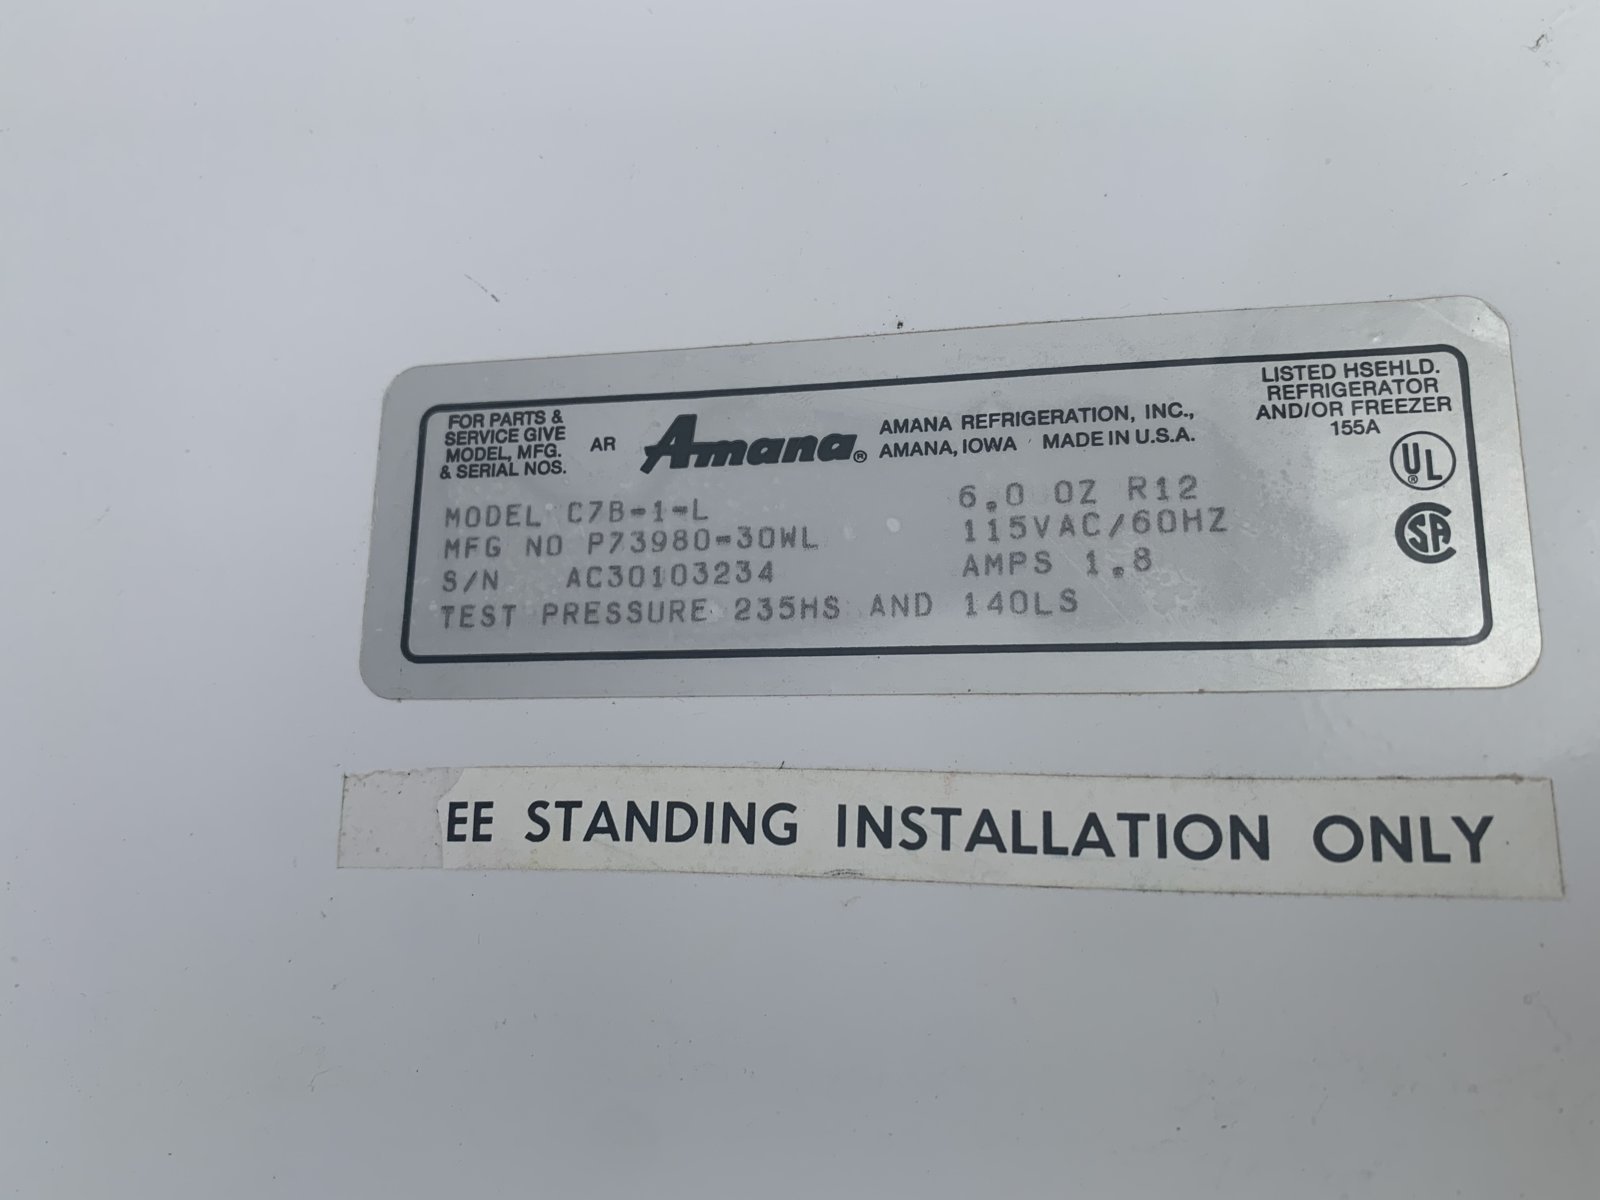 FOR PARTS &
SERVICE GIVE
MODEL, MFG.
& SERIAL NOS.
AR
Amana®
AMANA REFRIGERATION, INC.,
AMANA, IOWA MADE IN U.S.A.
LISTED HSEHLD.
REFRIGERATOR
AND/OR FREEZER
155A
UL®
SA
MODEL C7B-1-L
6.0 OZ R12
MFG NO P73980-30WL
115VAC/60HZ
S/N AC30103234
AMPS 1.8
TEST PRESSURE 235HS AND 140LS
EE STANDING INSTALLATION ONLY